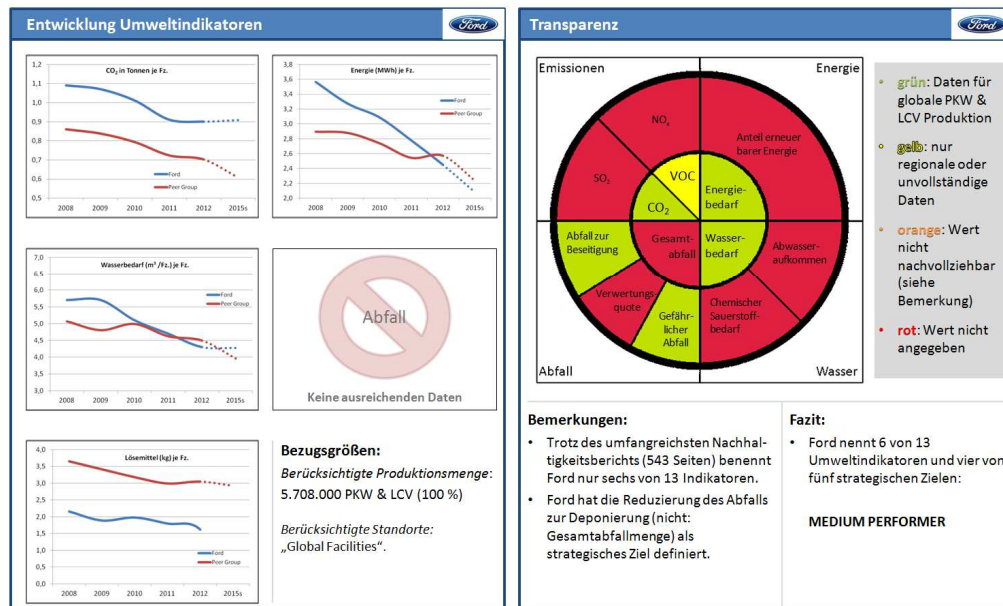 Entwicklung Umweltindikatoren
Ford
CO₂ in Tonnen je Fz.
1,2
1,1
1,0
0,9
0,8
0,7
0,6
0,5
Ford
Peer Group
2008 2009 2010 2011 2012 2015s
Energie (MWh) je Fz.
3,8
3,6
3,4
3,2
3,0
2,8
2,6
2,4
2,2
2,0
Ford
Peer Group
2008 2009 2010 2011 2012 2015s
Wasserbedarf (m³ /Fz.) je Fz.
7,0
6,0
5,5
5,0
4,5
4,0
3,5
3,0
Ford
Peer Group
2008 2009 2010 2011 2012 2015s
Abfall
Keine ausreichenden Daten
Lösemittel (kg) je Fz.
4,0
3,5
3,0
2,5
2,0
1,5
1,0
0,5
0,0
Ford
Peer Group
2008 2009 2010 2011 2012 2015s
Bezugsgrößen:
Berücksichtigte Produktionsmenge:
5.708.000 PKW & LCV (100 %)
Berücksichtigte Standorte:
„Global Facilities“.
Transparenz
Ford
Emissionen
Energie
NOₓ
Anteil erneuer
barer Energie
SO₂
VOC
CO₂
Energie-
bedarf
Abfall zur
Beseitigung
Gesamt-
abfall
Wasser-
bedarf
Abwasser-
aufkommen
Verwertungs-
quote
Gefähr-
licher
Abfall
Chemischer
Sauerstoff-
bedarf
Abfall
Wasser
• grün: Daten für
globale PKW &
LCV Produktion
• gelb: nur
regionale oder
unvollständige
Daten
• orange: Wert
nicht
nachvollziehbar
(siehe
Bemerkung)
• rot: Wert nicht
angegeben
Bemerkungen:
• Trotz des umfangreichsten Nachhal-
tigkeitsberichts (543 Seiten) benennt
Ford nur sechs von 13 Indikatoren.
• Ford hat die Reduzierung des Abfalls
zur Deponierung (nicht:
Gesamtabfallmenge) als
strategisches Ziel definiert.
Fazit:
• Ford nennt 6 von 13
Umweltindikatoren und vier von
fünf strategischen Zielen:
MEDIUM PERFORMER